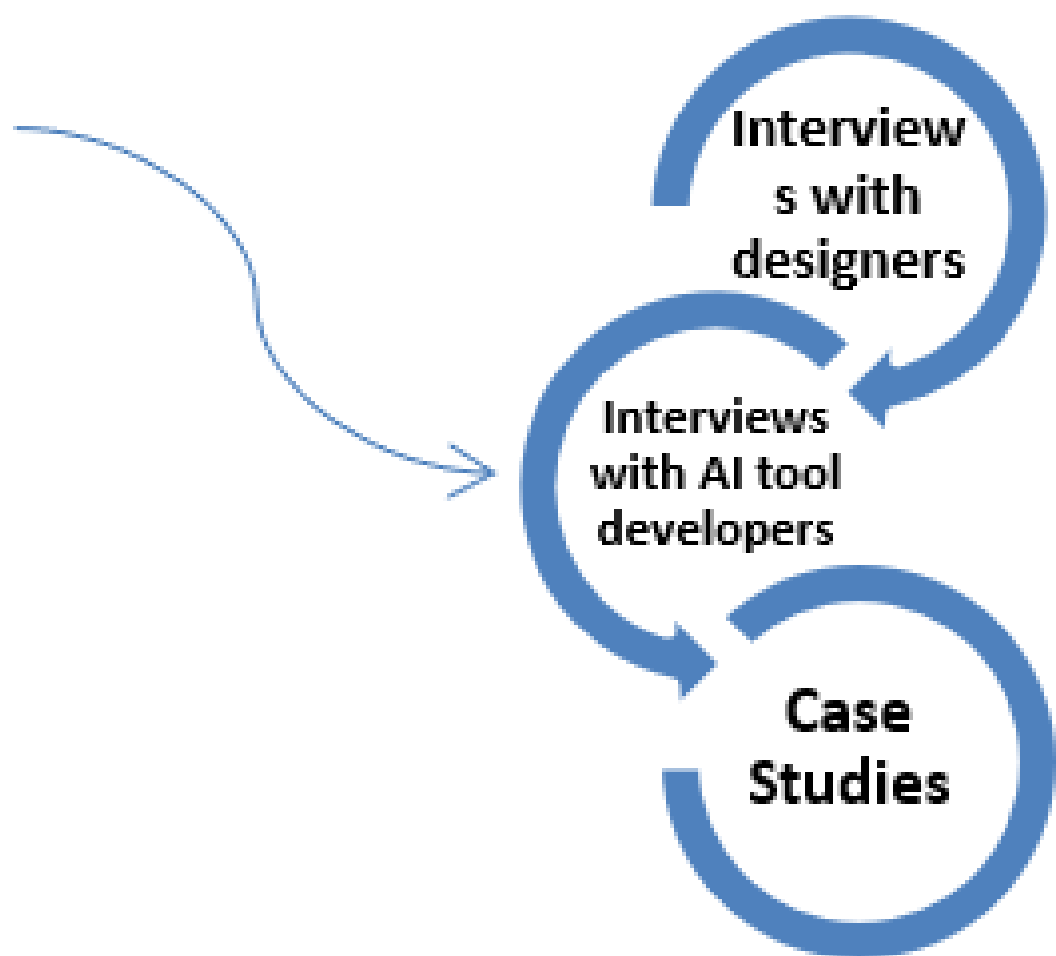 Interview
s with
designers
Interviews
with AI tool
developers
Case
Studies